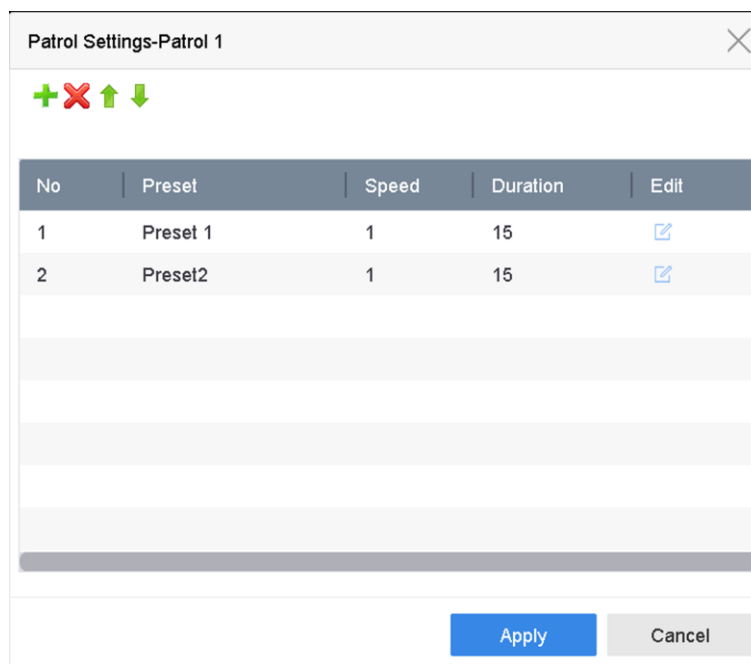 Patrol Settings-Patrol 1
No Preset Speed Duration Edit
1 Preset 1 1 15
2 Preset2 1 15
Apply Cancel